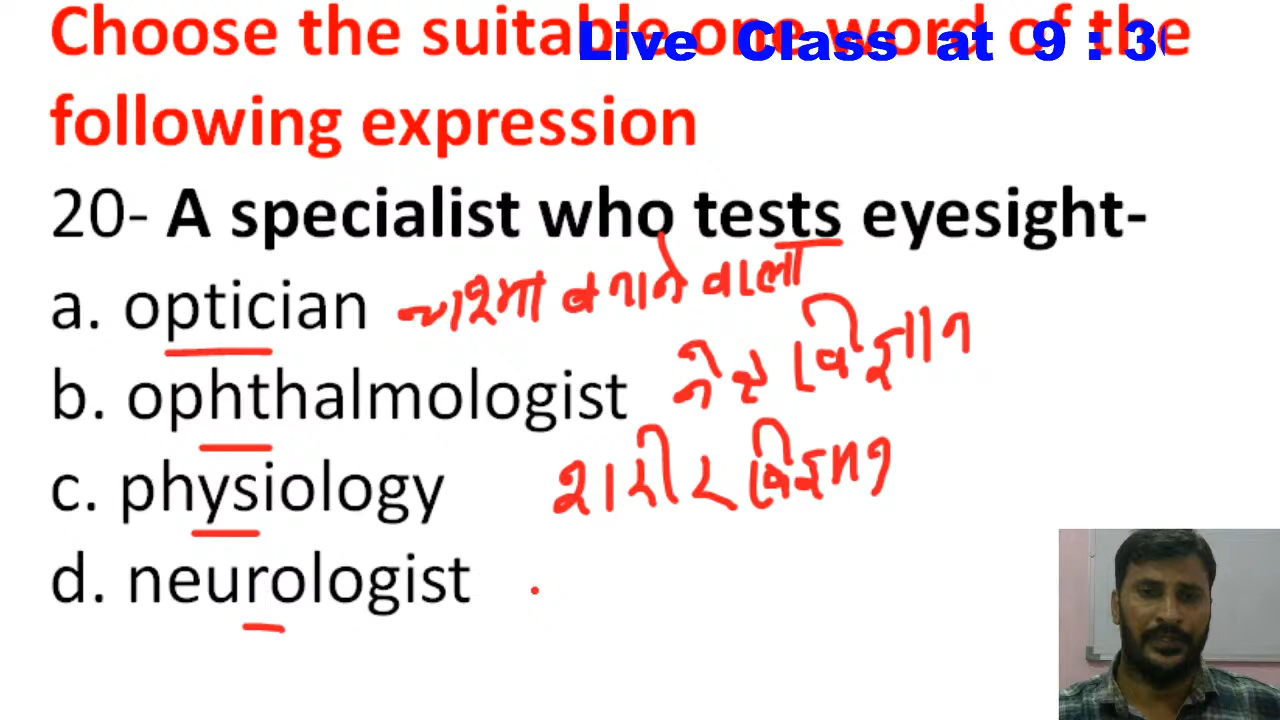 Choose the suitable one word of the
Live Class at 9 : 30
following expression
20- A specialist who tests eyesight-
a. optician चश्मा बनाने वाला
b. ophthalmologist नेत्र विज्ञान
c. physiology शरीर विज्ञान
d. neurologist